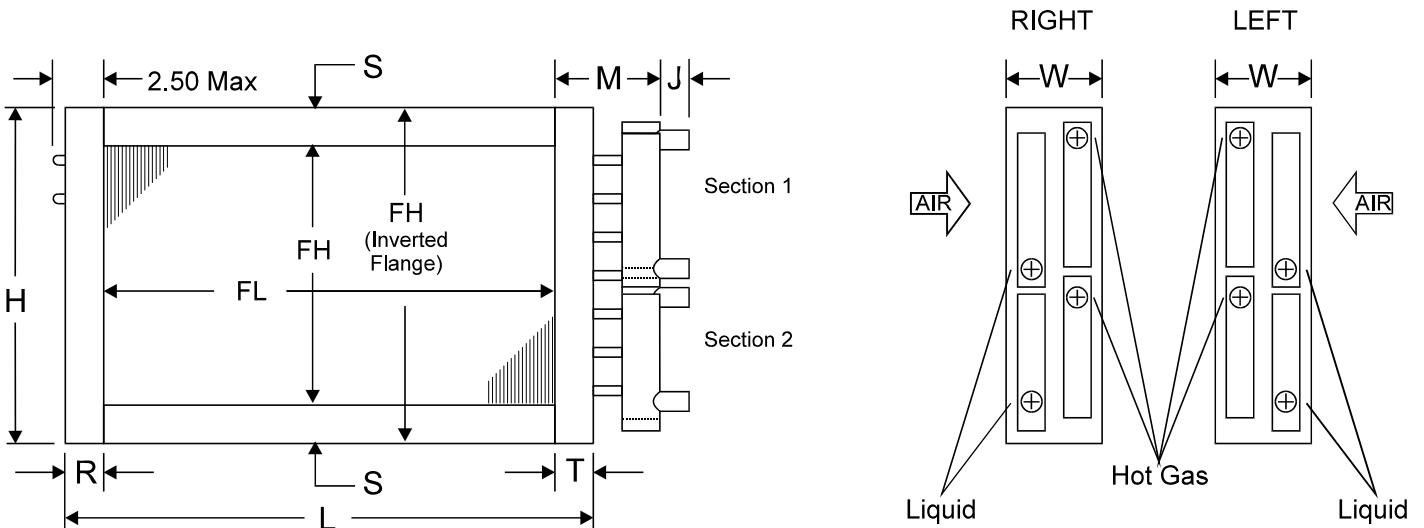 RIGHT
LEFT
2.50 Max
S
M
J
W
W
Section 1
AIR
AIR
FH
(Inverted
Flange)
FH
FL
H
Section 2
R
S
T
L
Hot Gas
Liquid
Liquid